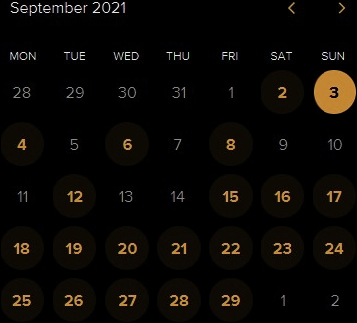 September 2021
MON TUE WED THU FRI SAT SUN
28 29 30 31 1 2 3
4 5 6 7 8 9 10
11 12 13 14 15 16 17
18 19 20 21 22 23 24
25 26 27 28 29 1 2